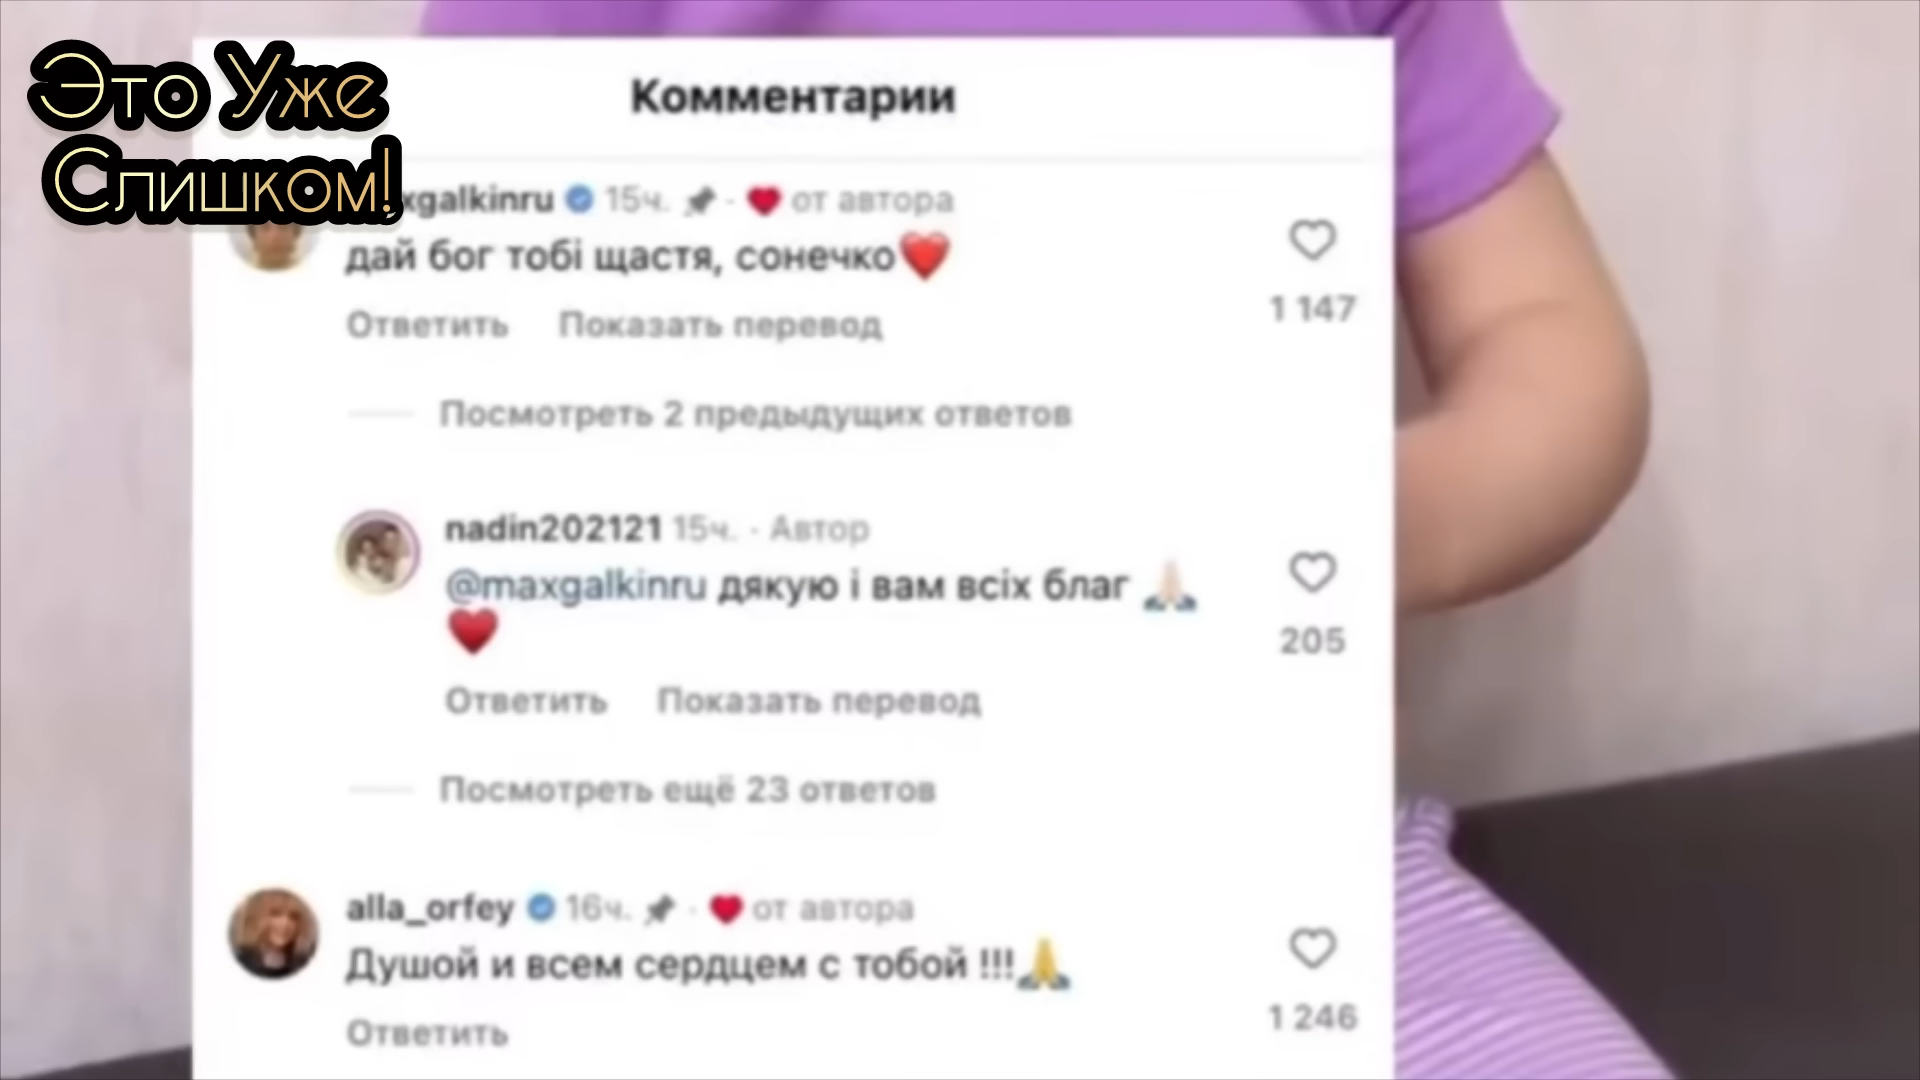 Это Уже
Слишком!
Комментарии
xgalkinru 15ч. · от автора
дай бог тобі щастя, сонечко❤️
1 147
Ответить Показать перевод
Посмотреть 2 предыдущих ответов
nadin202121 15ч. · Автор
@maxgalkinru дякую і вам всіх благ 🙏🏻
❤️
205
Ответить Показать перевод
Посмотреть ещё 23 ответов
alla_orfey 16ч. · от автора
Душой и всем сердцем с тобой !!!🙏
1 246
Ответить